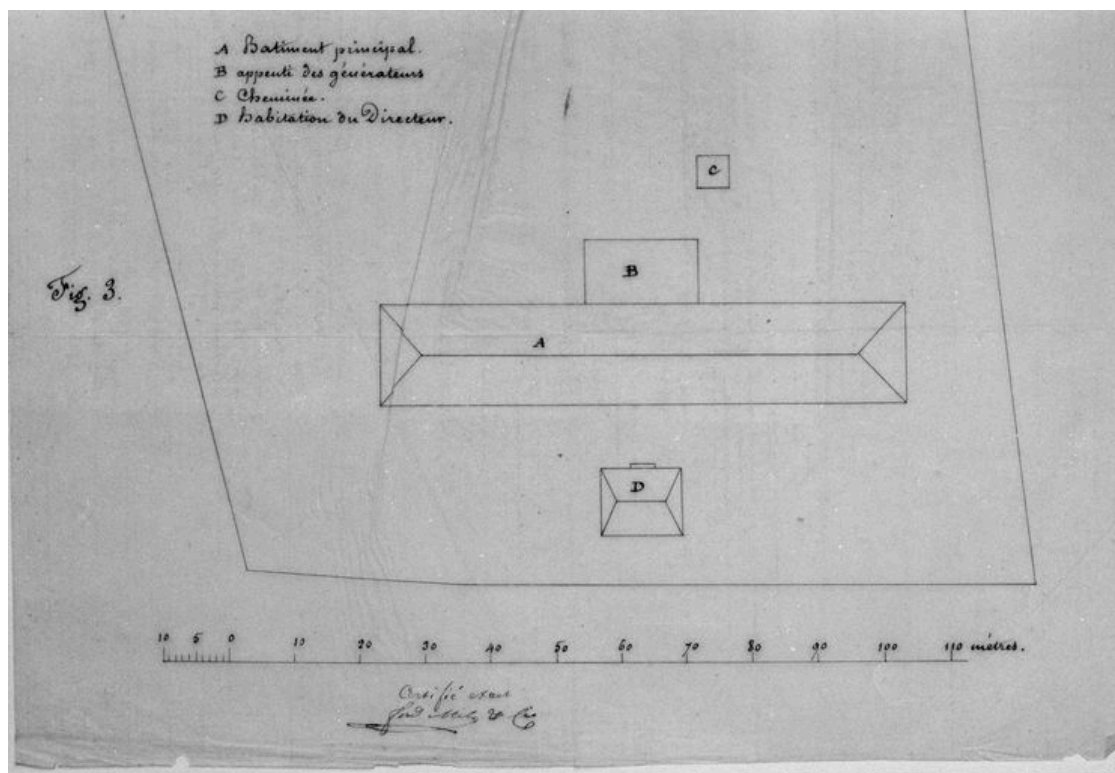 A Batiment principal.
B appenti des générateurs
C Cheminée.
D habitation du Directeur.
C
B
Fig. 3.
A
D
10 5 0 10 20 30 40 50 60 70 80 90 100 110 mètres.
Certifié exact
& Cie